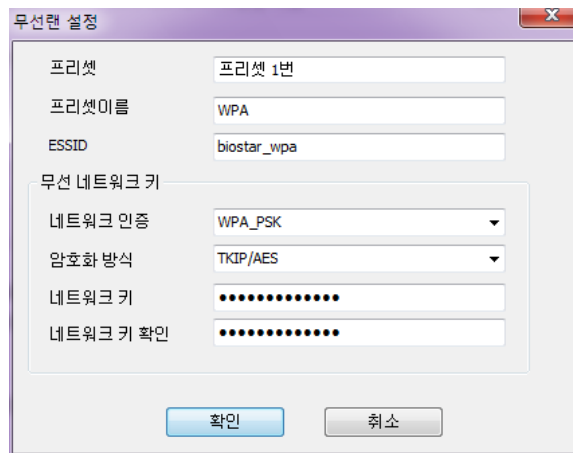 무선랜 설정
프리셋 프리셋 1번
프리셋이름 WPA
ESSID biostar_wpa
무선 네트워크 키
네트워크 인증 WPA_PSK
암호화 방식 TKIP/AES
네트워크 키 •••••••••••••
네트워크 키 확인 •••••••••••••
확인 취소